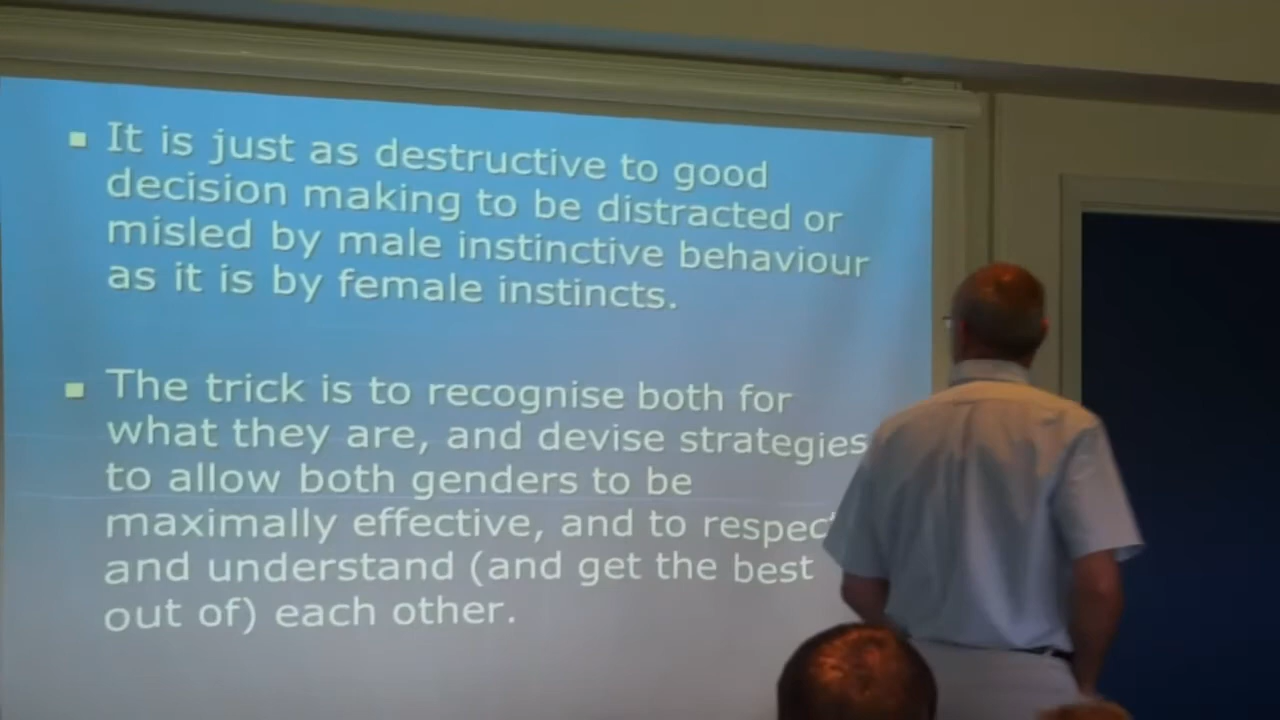 It is just as destructive to good
decision making to be distracted or
misled by male instinctive behaviour
as it is by female instincts.
The trick is to recognise both for
what they are, and devise strategies
to allow both genders to be
maximally effective, and to respect
and understand (and get the best
out of) each other.